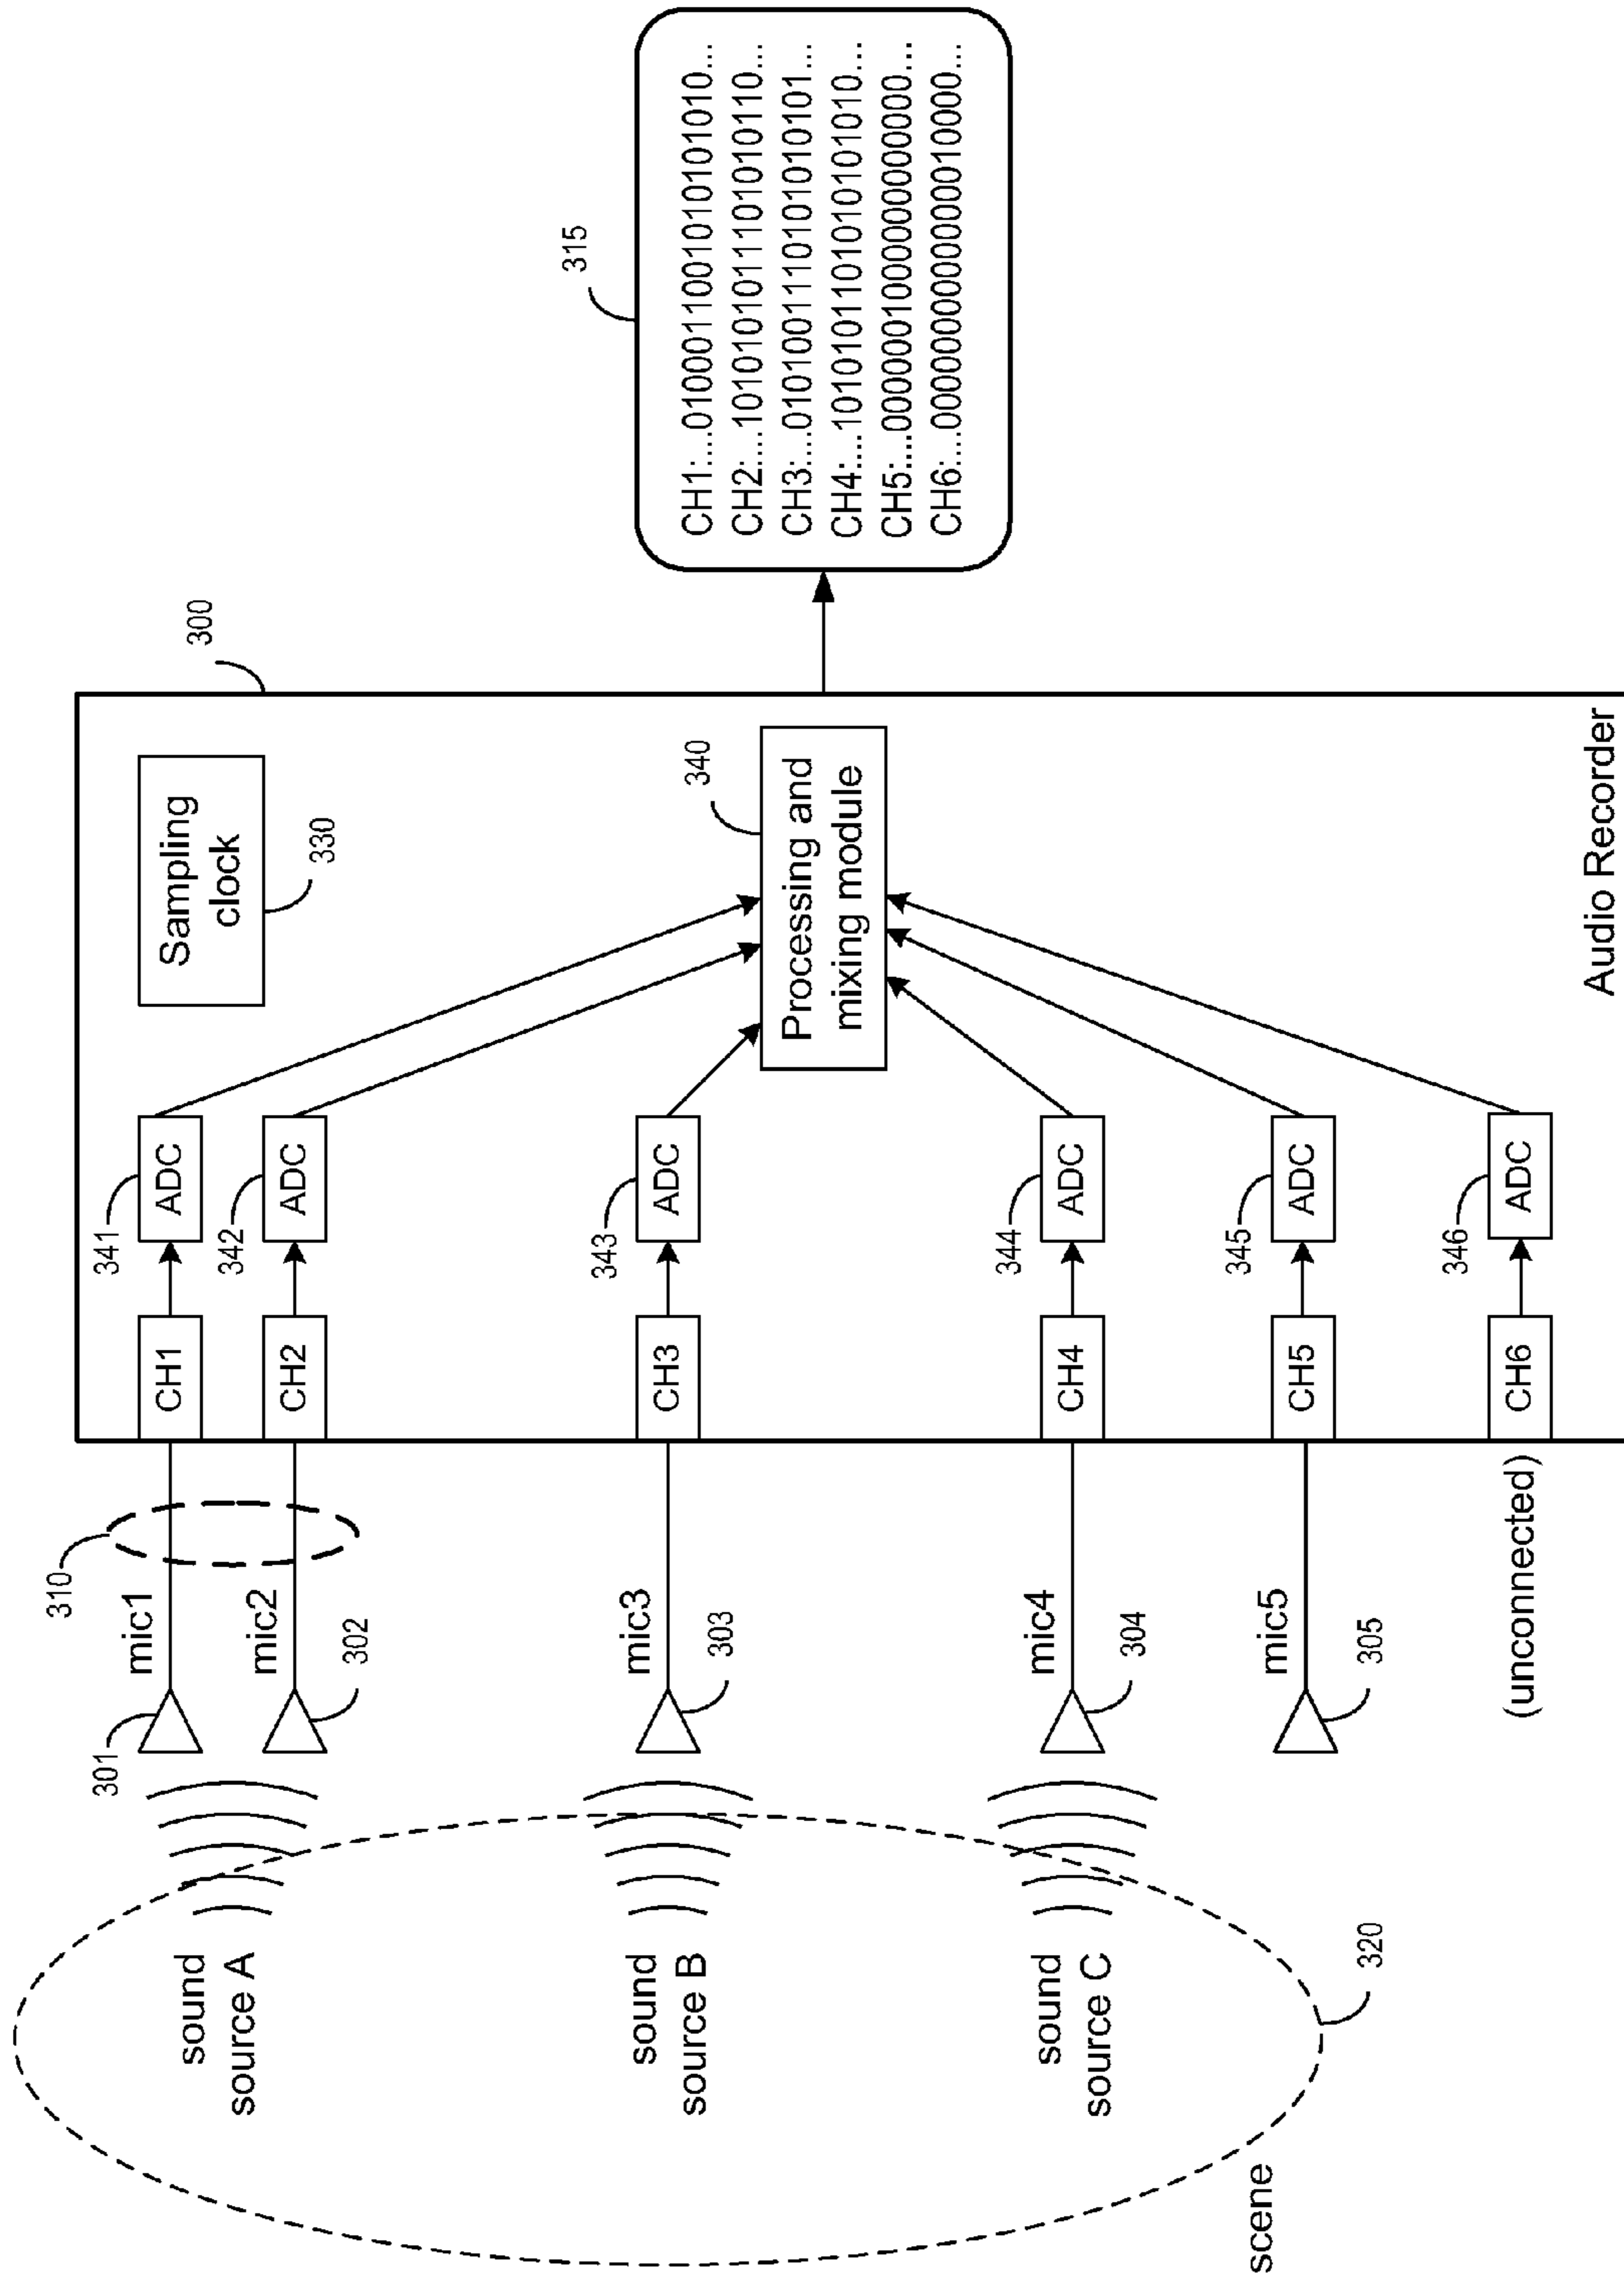 scene
320
sound
source A
sound
source B
sound
source C
301
302
303
304
305
mic1
mic2
mic3
mic4
mic5
(unconnected)
310
CH1
CH2
CH3
CH4
CH5
CH6
341
342
343
344
345
346
ADC
ADC
ADC
ADC
ADC
ADC
Sampling
clock
330
340
Processing and
mixing module
Audio Recorder
300
315
CH1:...0100011001010101010...
CH2:...1010101011101010110...
CH3:...0101001110101010101...
CH4:...1010101101010101010...
CH5:...0000001000000000000...
CH6:...0000000000000010000...